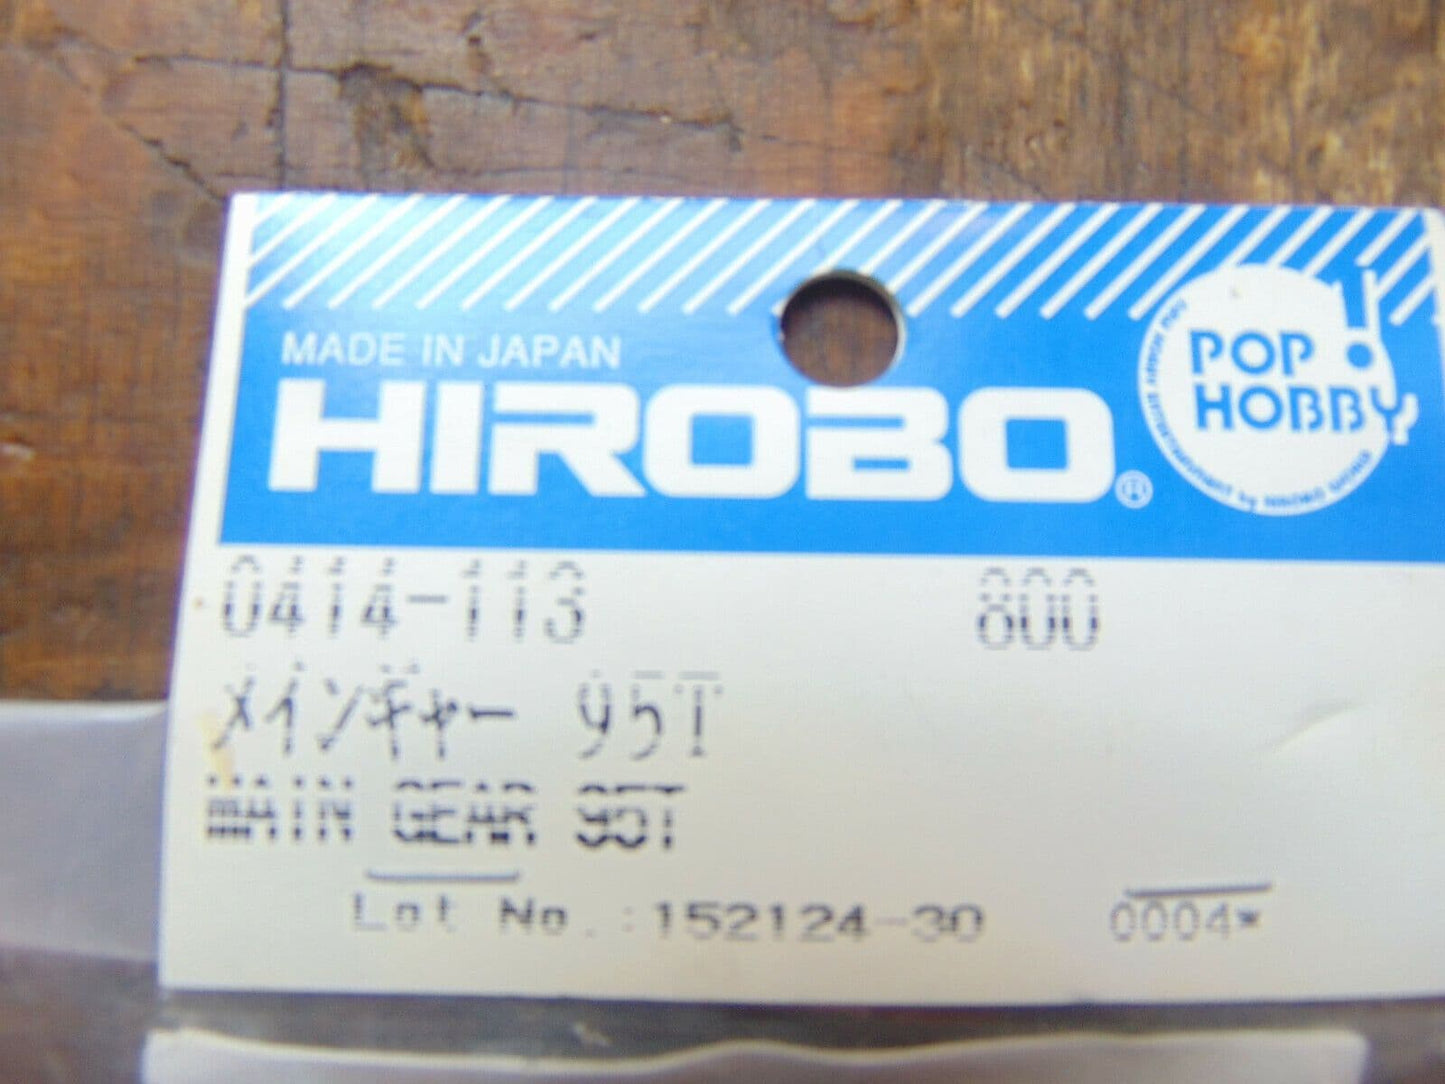 MADE IN JAPAN
HIROBO®
POP!
HOBBY
0414-113 800
メインギャー 95T
MAIN GEAR 95T
Lot No.:152124-30 0004*